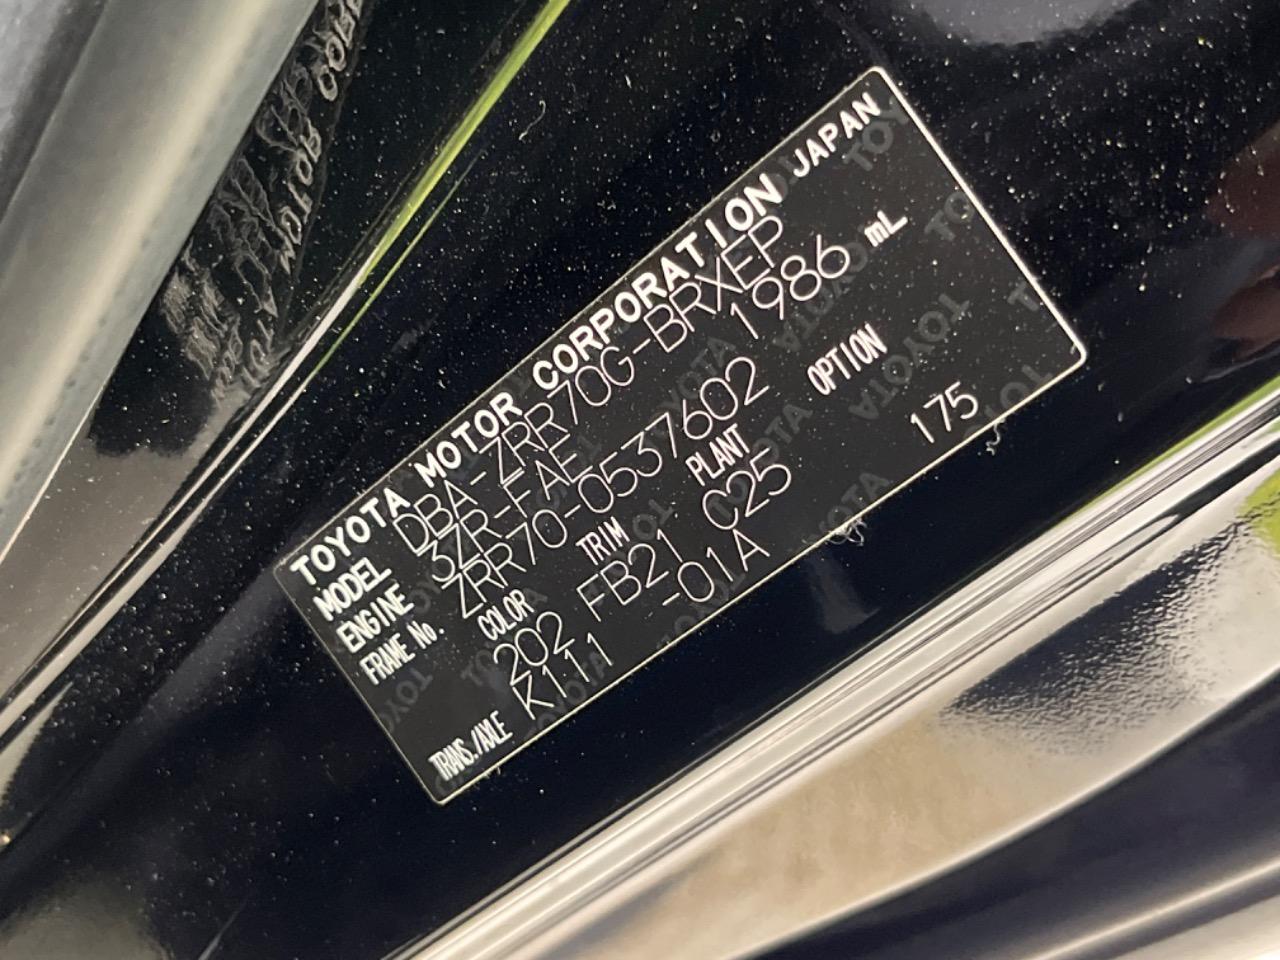 TOYOTA MOTOR CORPORATION JAPAN
MODEL DBA-ZRR70G-BRXEP
ENGINE 3ZR-FAE 1986 mL
FRAME No. ZRR70-0537602
COLOR TRIM PLANT OPTION
202 FB21 C25 175
TRANS./AXLE K111 -01A